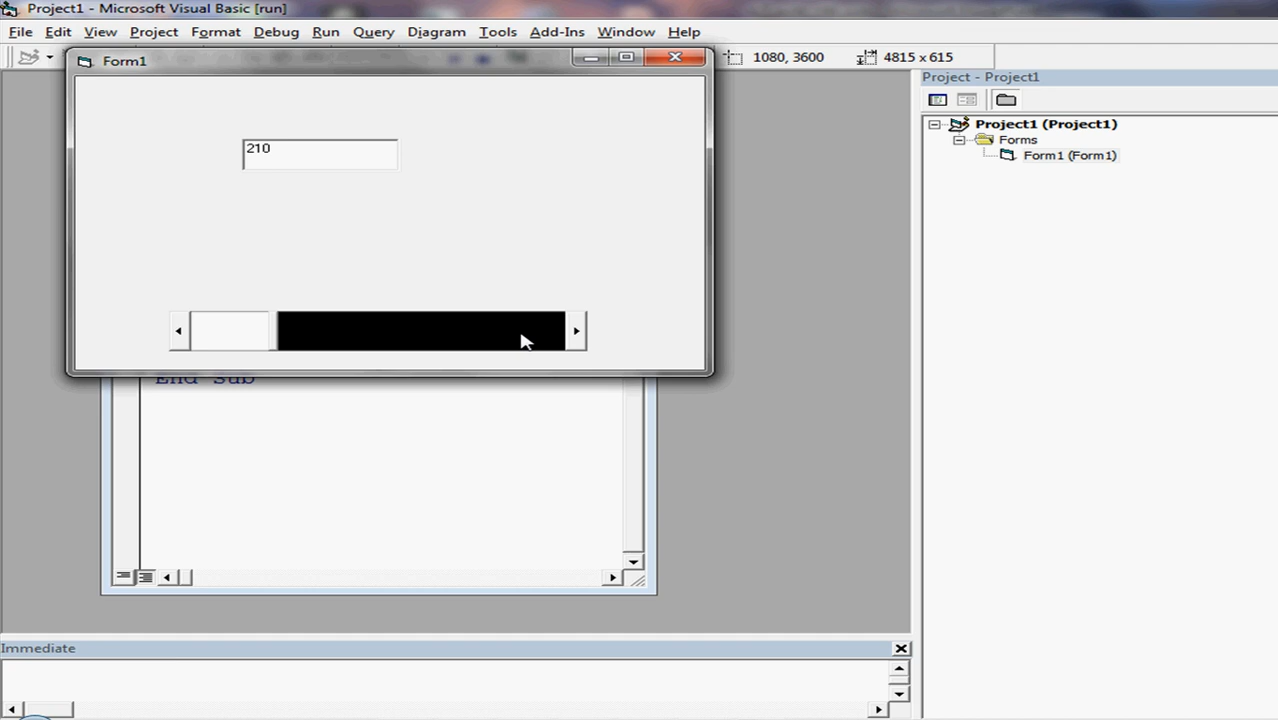 Project1 - Microsoft Visual Basic [run]
File Edit View Project Format Debug Run Query Diagram Tools Add-Ins Window Help
Form1
1080, 3600 4815 x 615
Project - Project1
Project1 (Project1)
Forms
Form1 (Form1)
210
End Sub
Immediate